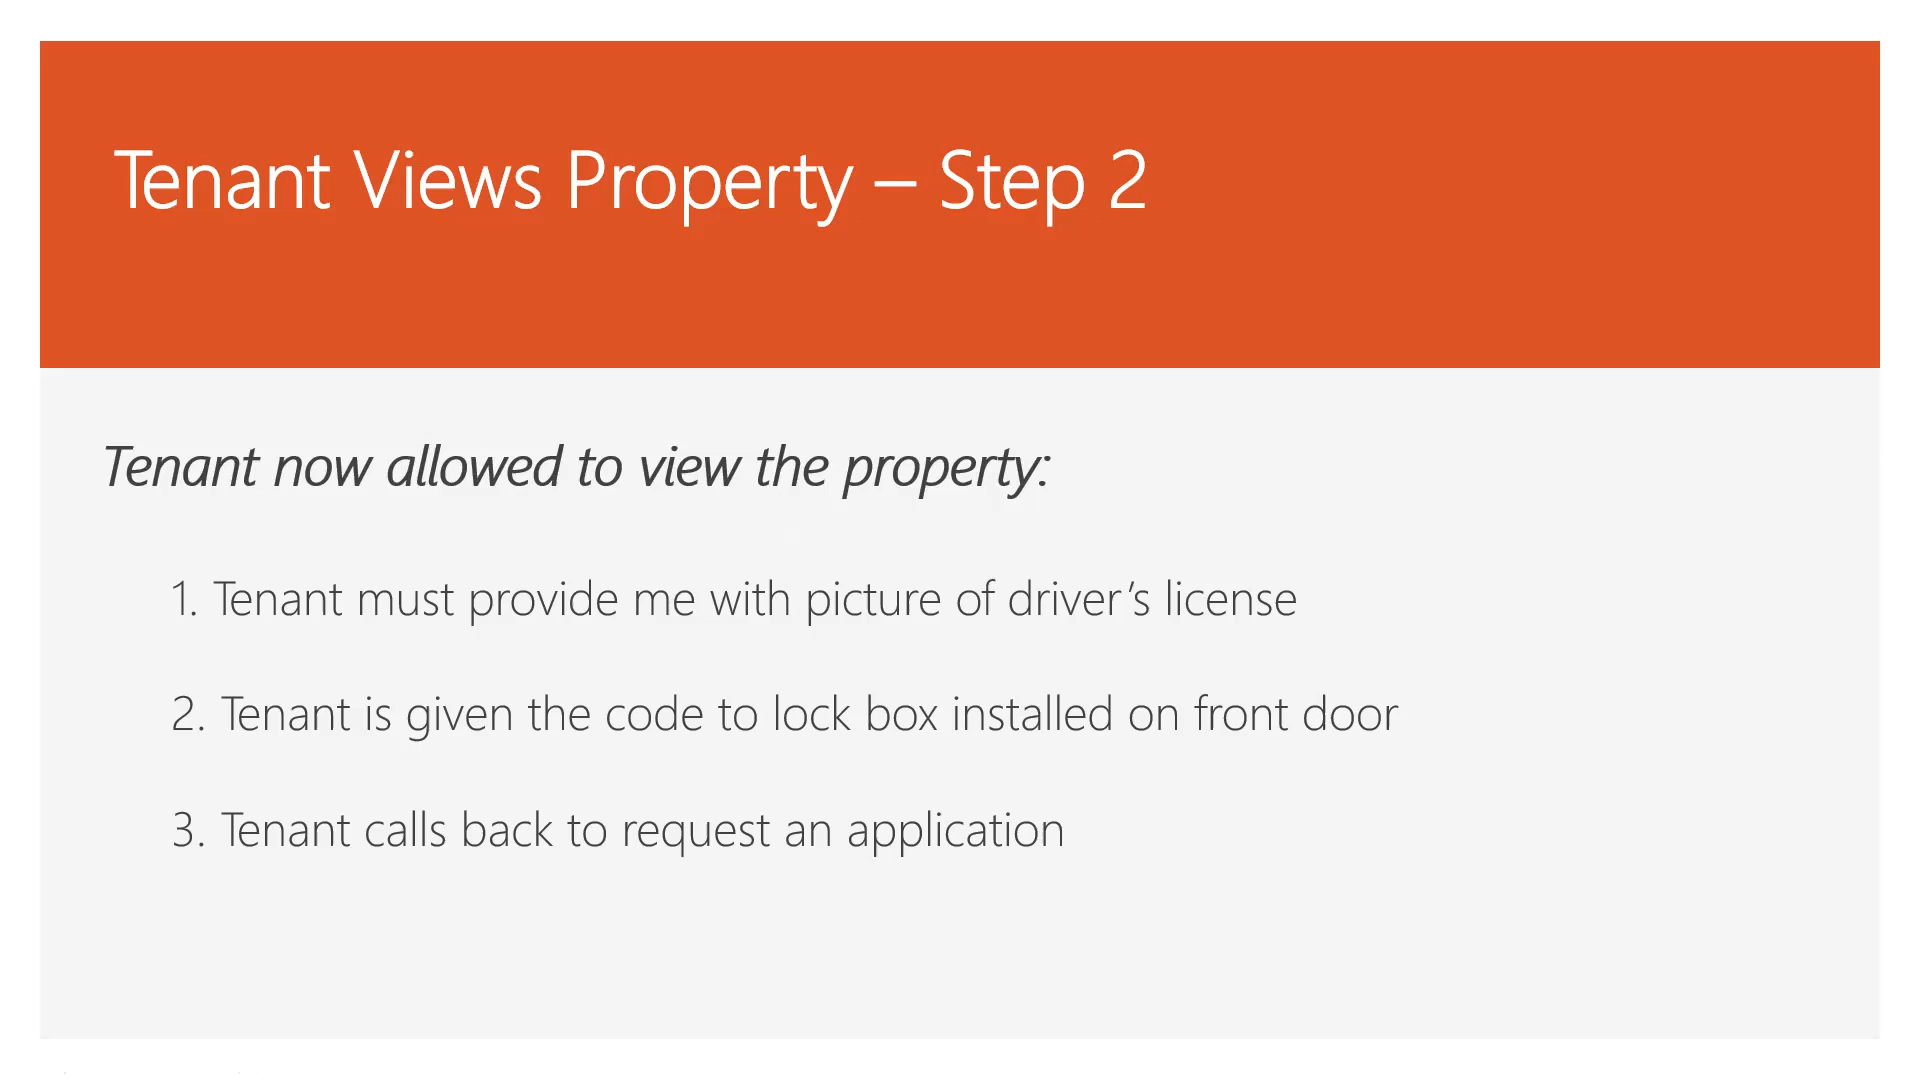 Tenant Views Property – Step 2
Tenant now allowed to view the property:
1. Tenant must provide me with picture of driver’s license
2. Tenant is given the code to lock box installed on front door
3. Tenant calls back to request an application